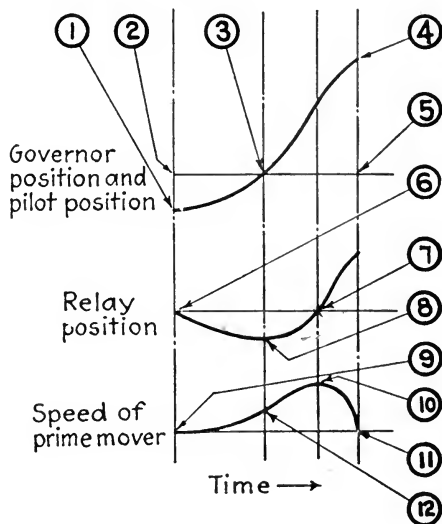 1
2
3
4
5
Governor
position and
pilot position
6
7
Relay
position
8
9
10
Speed of
prime mover
11
Time
12